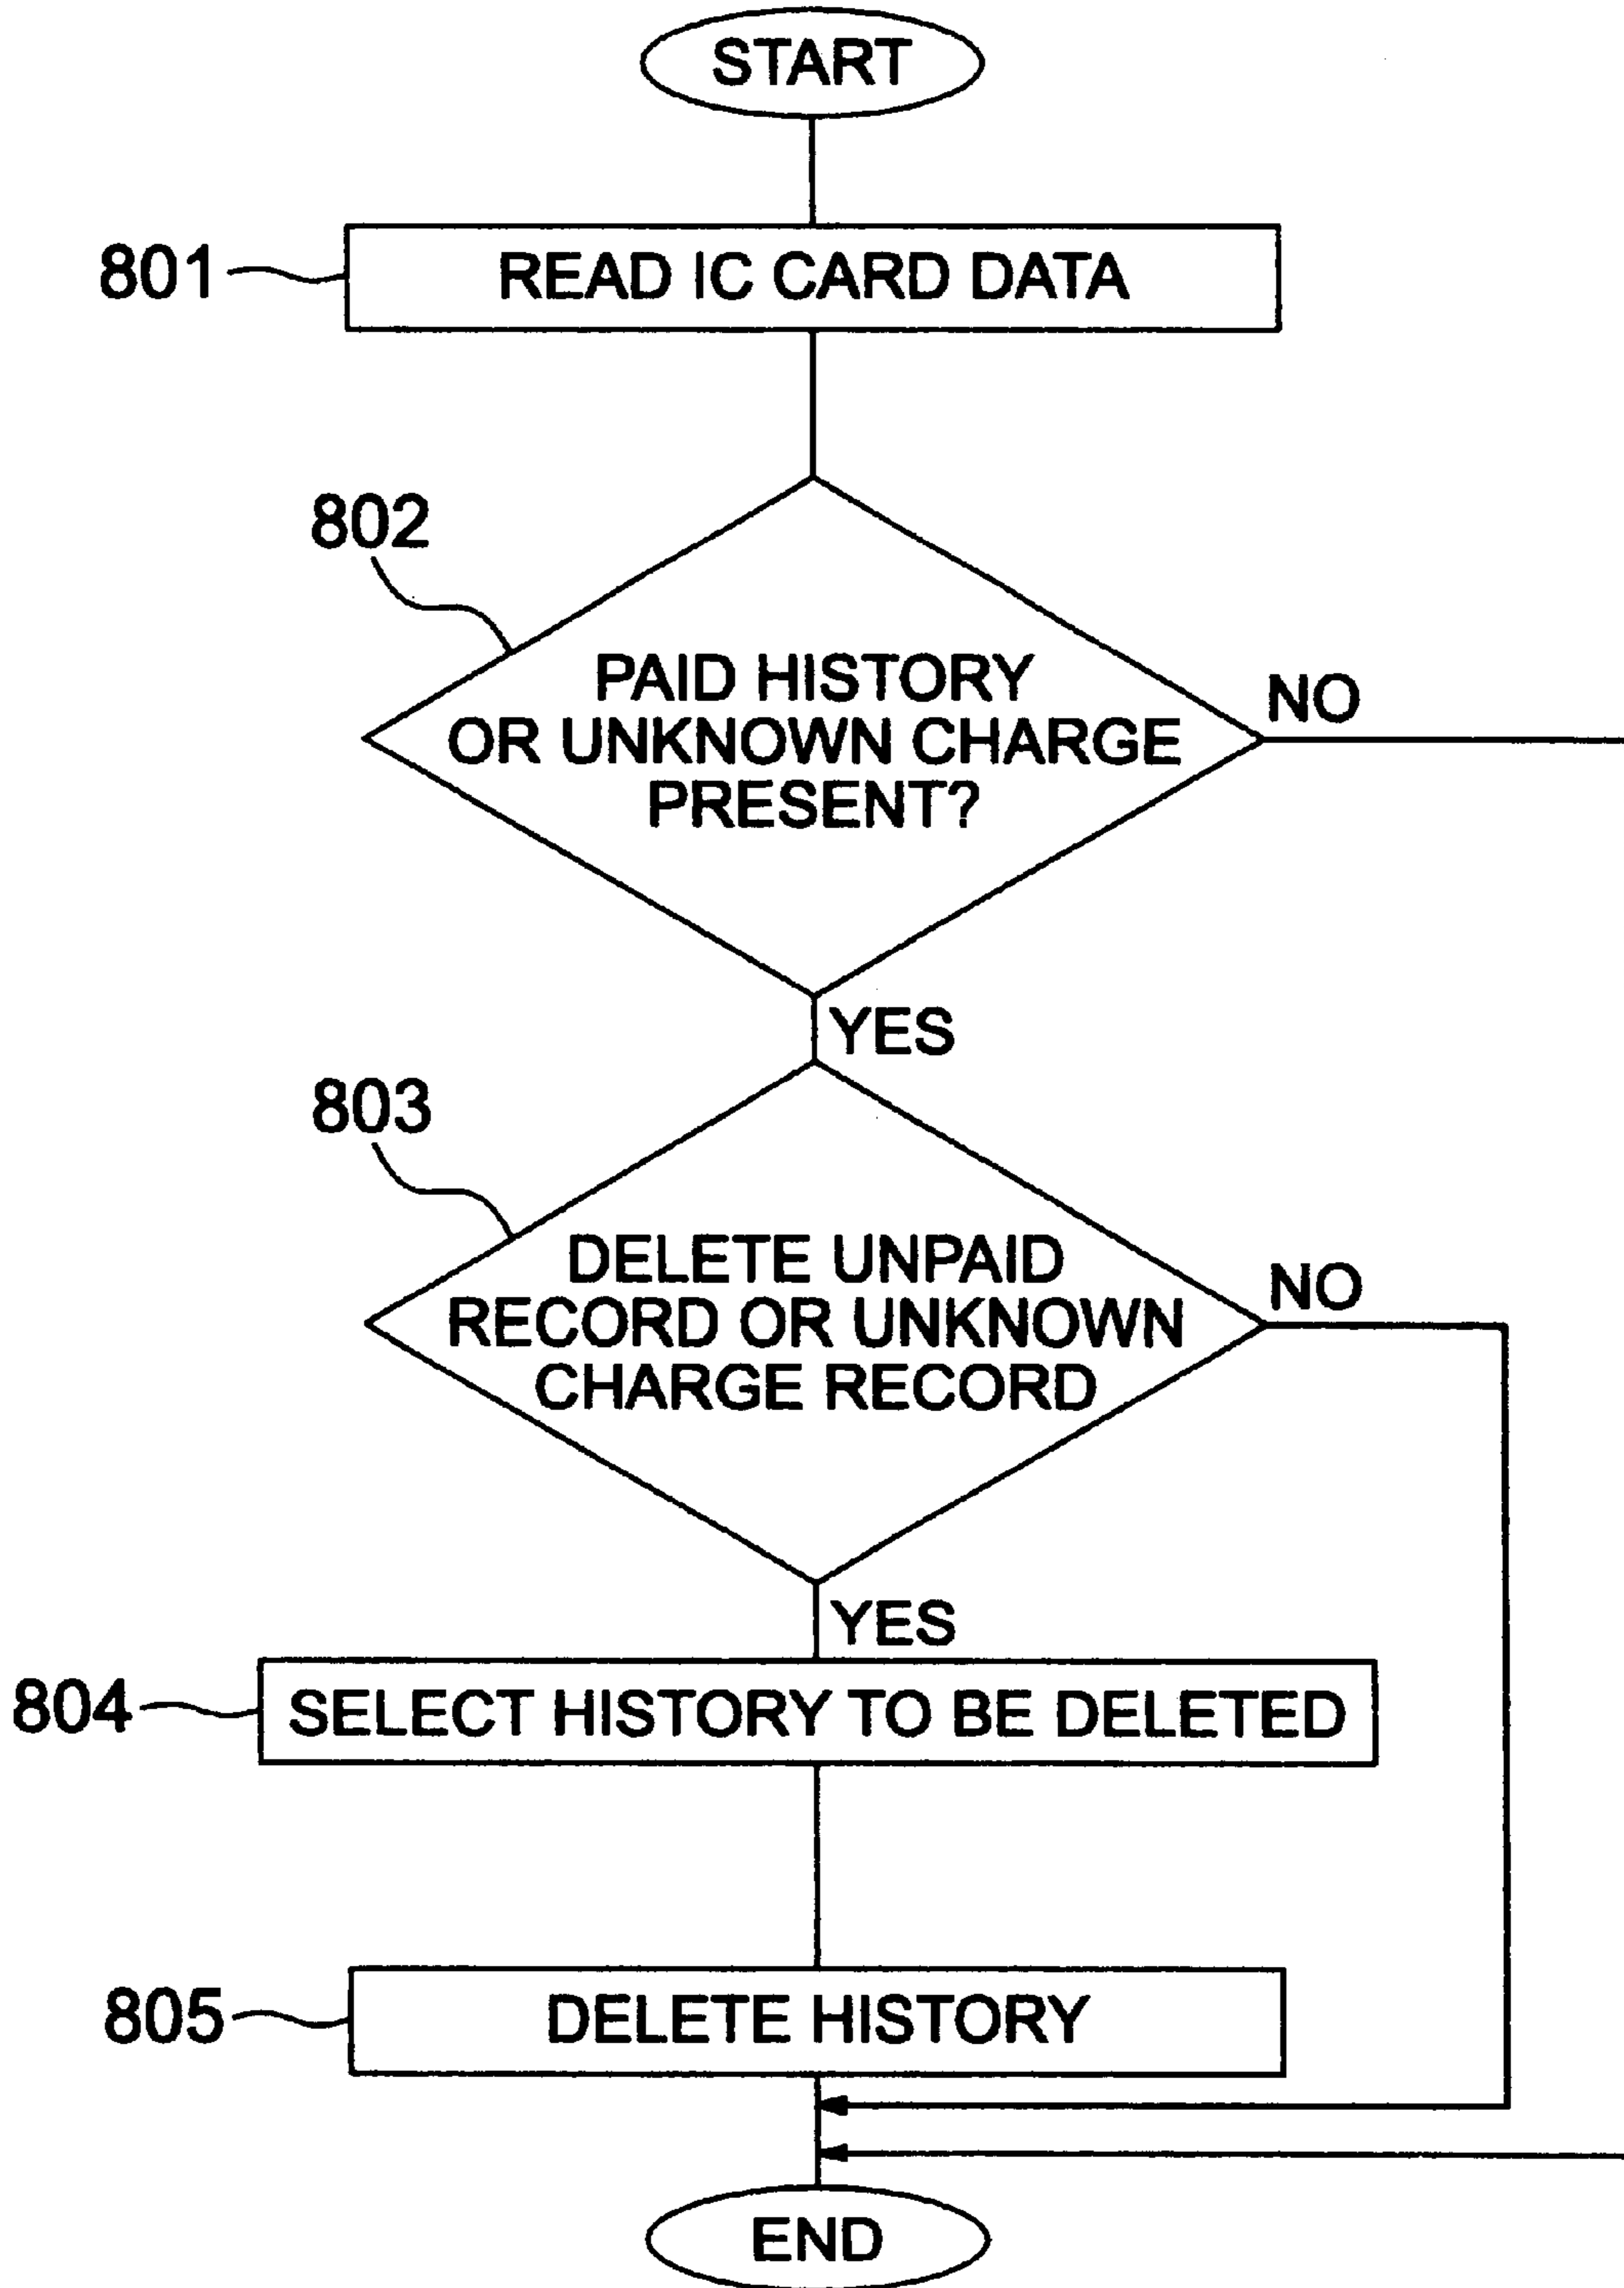 START
801
READ IC CARD DATA
802
PAID HISTORY
OR UNKNOWN CHARGE
PRESENT?
NO
YES
803
DELETE UNPAID
RECORD OR UNKNOWN
CHARGE RECORD
NO
YES
804
SELECT HISTORY TO BE DELETED
805
DELETE HISTORY
END